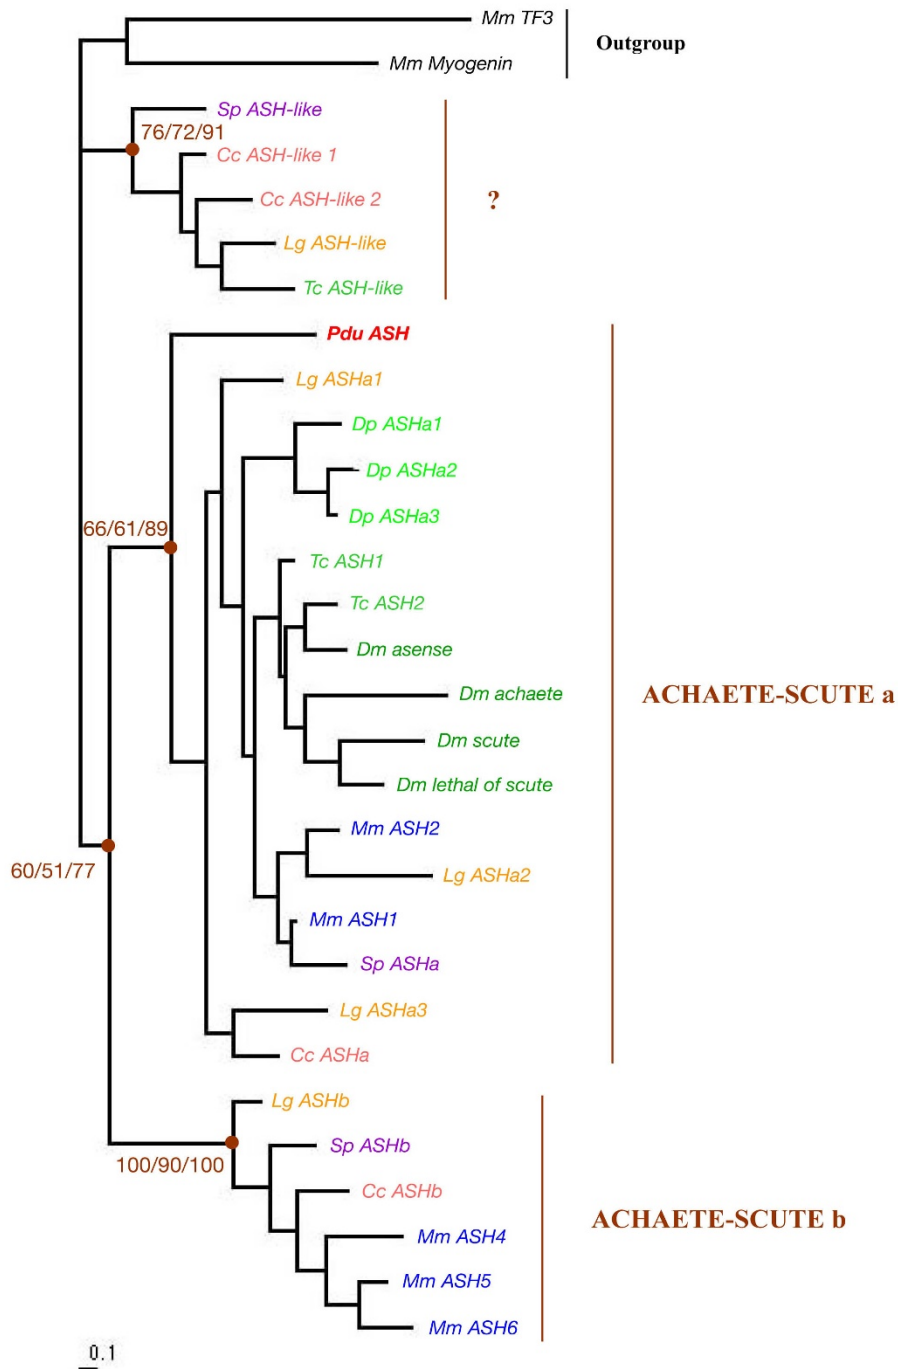 Mm TF3
Outgroup
Mm Myogenin
Sp ASH-like
76/72/91
Cc ASH-like 1
Cc ASH-like 2
?
Lg ASH-like
Tc ASH-like
Pdu ASH
Lg ASHa1
Dp ASHa1
Dp ASHa2
Dp ASHa3
66/61/89
Tc ASH1
Tc ASH2
Dm asense
Dm achaete
ACHAETE-SCUTE a
Dm scute
Dm lethal of scute
Mm ASH2
60/51/77
Lg ASHa2
Mm ASH1
Sp ASHa
Lg ASHa3
Cc ASHa
Lg ASHb
Sp ASHb
100/90/100
Cc ASHb
ACHAETE-SCUTE b
Mm ASH4
Mm ASH5
Mm ASH6
0.1